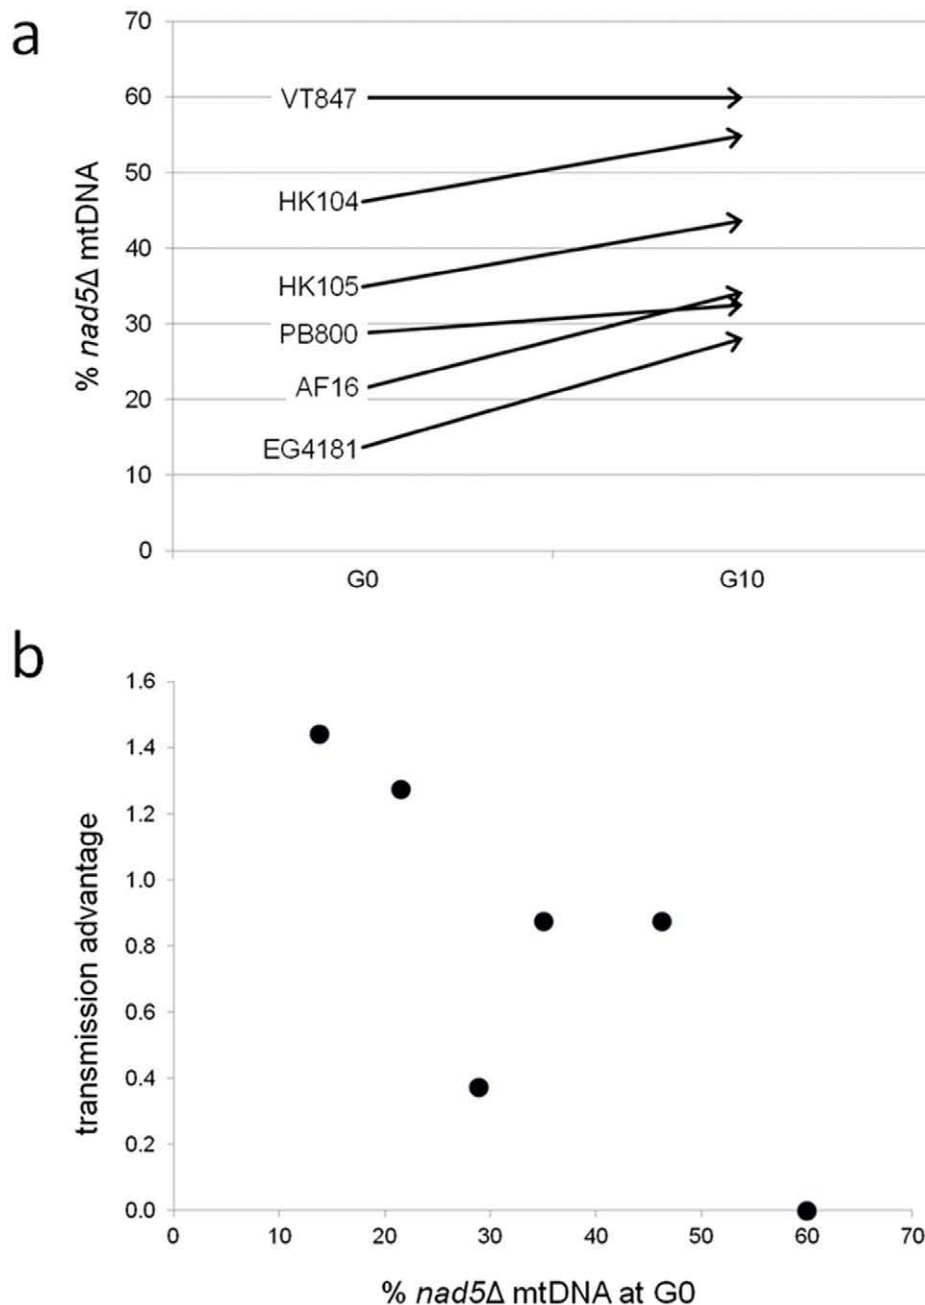 a
70
60
50
40
30
20
10
0
% nad5Δ mtDNA
VT847
HK104
HK105
PB800
AF16
EG4181
G0 G10
b
1.6
1.4
1.2
1.0
0.8
0.6
0.4
0.2
0.0
transmission advantage
0 10 20 30 40 50 60 70
% nad5Δ mtDNA at G0